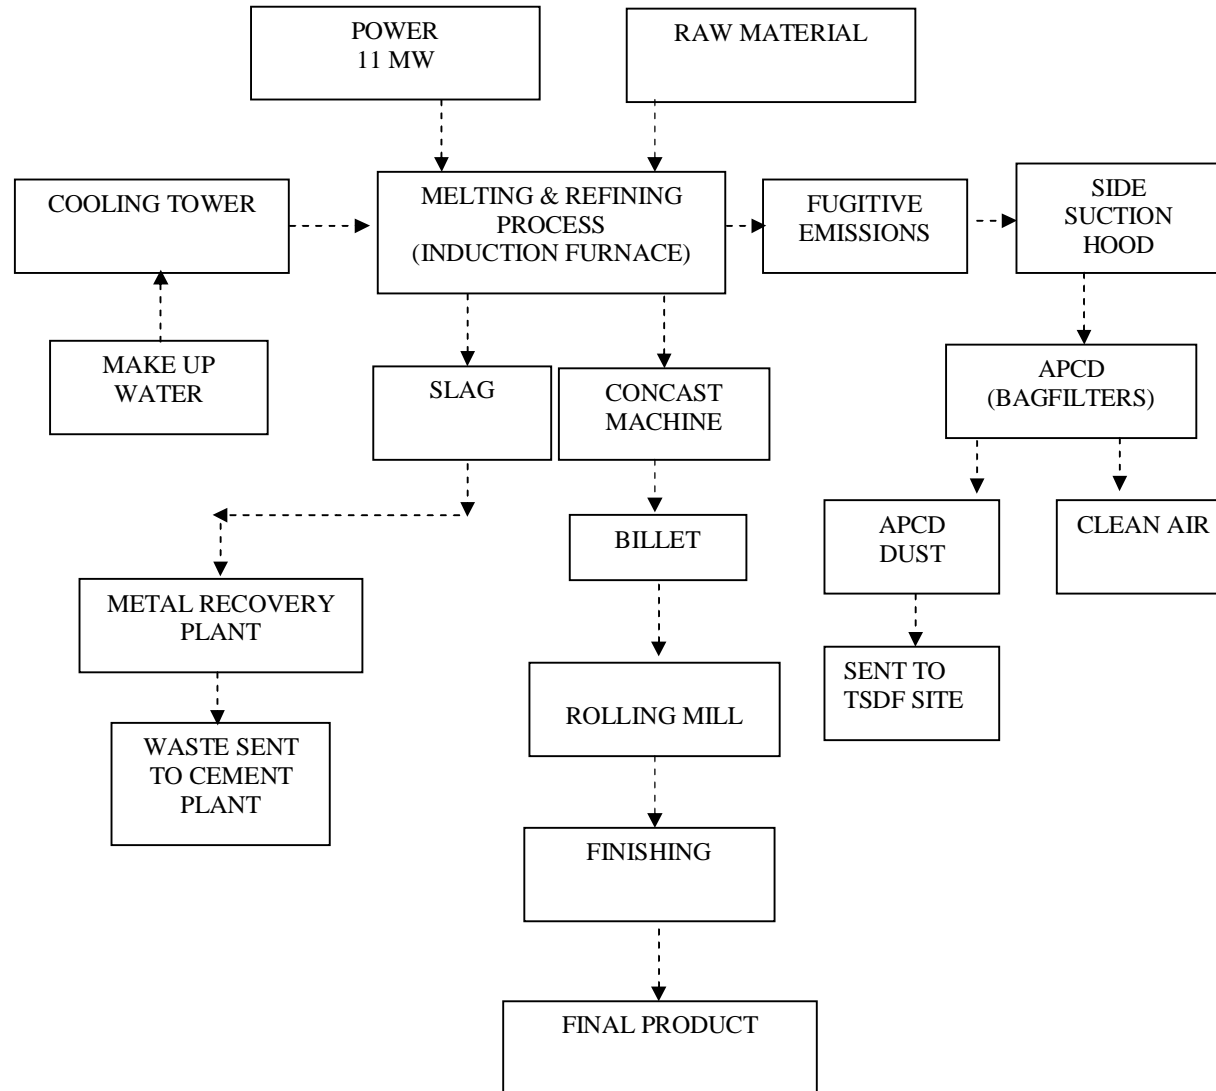 POWER
11 MW
RAW MATERIAL
COOLING TOWER
MELTING & REFINING
PROCESS
(INDUCTION FURNACE)
FUGITIVE
EMISSIONS
SIDE
SUCTION
HOOD
MAKE UP
WATER
SLAG
CONCAST
MACHINE
APCD
(BAGFILTERS)
BILLET
APCD
DUST
CLEAN AIR
METAL RECOVERY
PLANT
SENT TO
TSDF SITE
ROLLING MILL
WASTE SENT
TO CEMENT
PLANT
FINISHING
FINAL PRODUCT